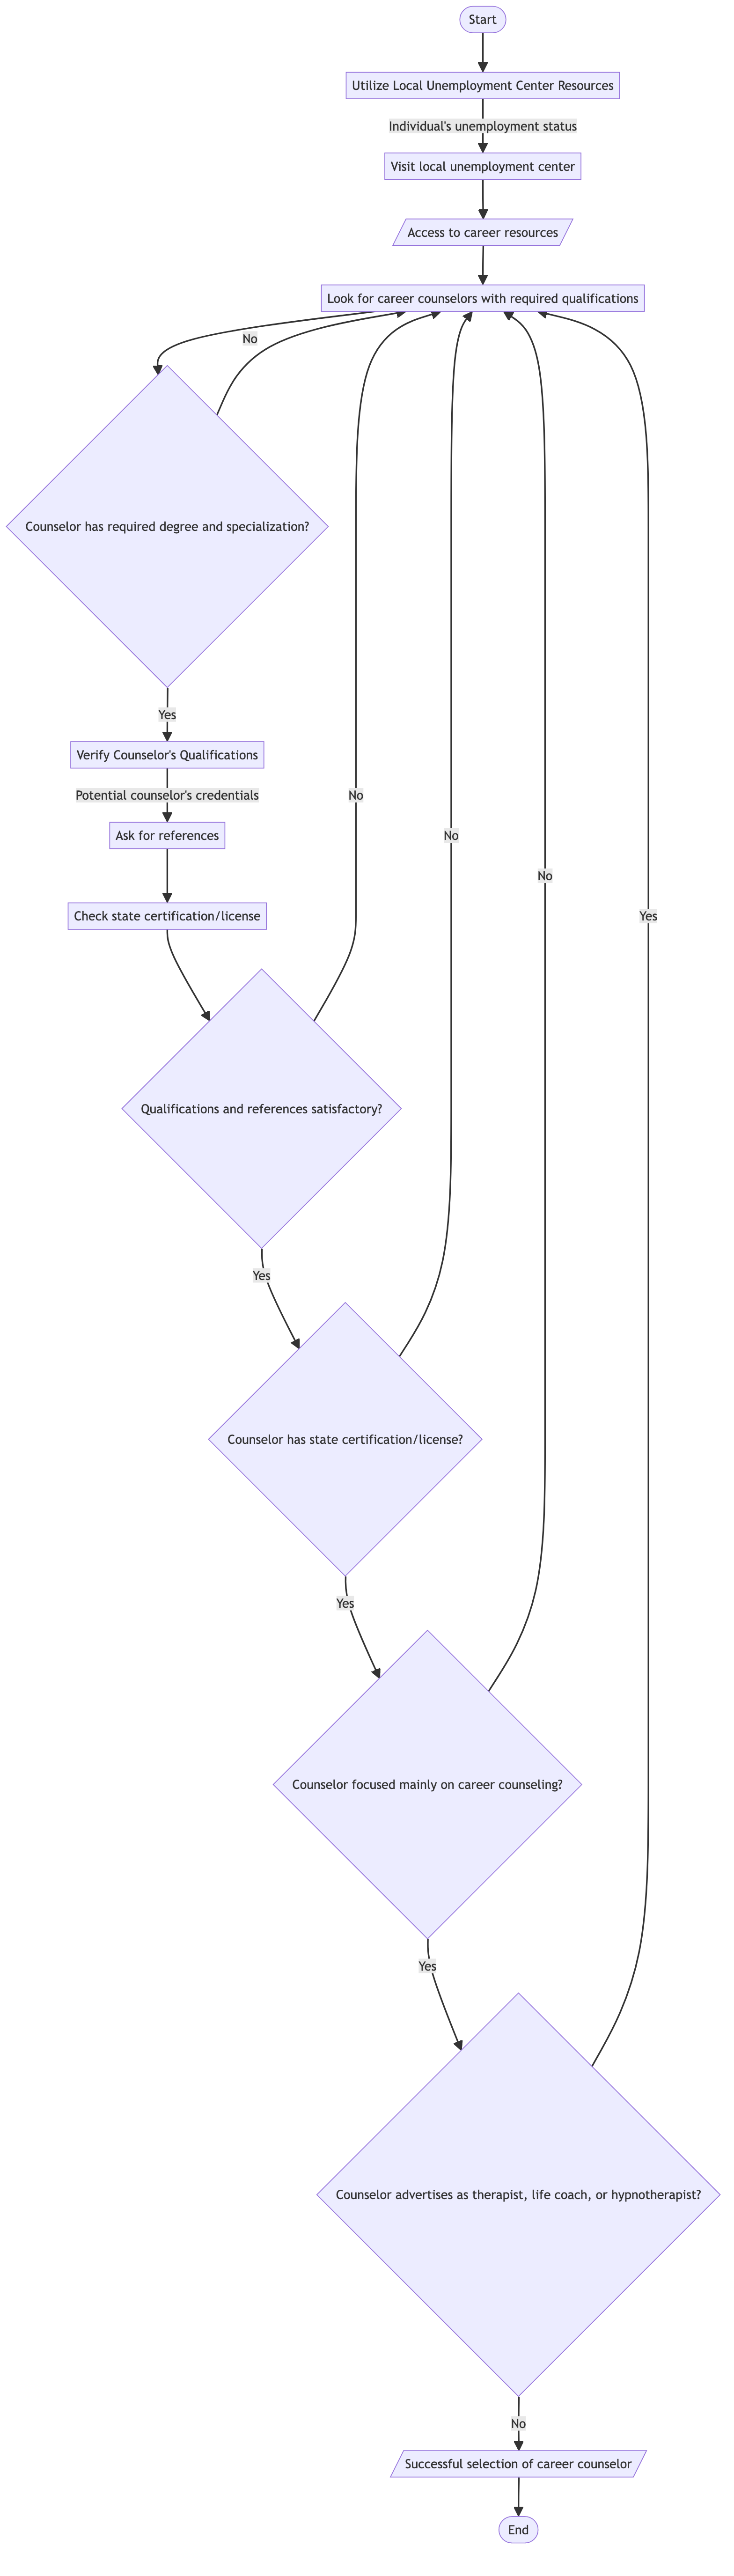 Start
Utilize Local Unemployment Center Resources
Individual's unemployment status
Visit local unemployment center
Access to career resources
Look for career counselors with required qualifications
No
Counselor has required degree and specialization?
Yes
Verify Counselor's Qualifications
Potential counselor's credentials
No
Ask for references
No
No
Check state certification/license
Yes
Qualifications and references satisfactory?
Yes
Counselor has state certification/license?
Yes
Counselor focused mainly on career counseling?
Yes
Counselor advertises as therapist, life coach, or hypnotherapist?
No
Successful selection of career counselor
End